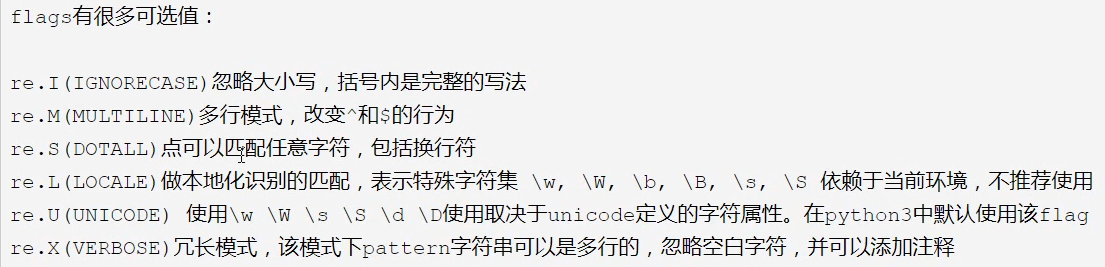 flags有很多可选值：
re.I(IGNORECASE)忽略大小写，括号内是完整的写法
re.M(MULTILINE)多行模式，改变^和$的行为
re.S(DOTALL)点可以匹配任意字符，包括换行符
re.L(LOCALE)做本地化识别的匹配，表示特殊字符集 \w, \W, \b, \B, \s, \S 依赖于当前环境，不推荐使用
re.U(UNICODE) 使用\w \W \s \S \d \D使用取决于unicode定义的字符属性。在python3中默认使用该flag
re.X(VERBOSE)冗长模式，该模式下pattern字符串可以是多行的，忽略空白字符，并可以添加注释